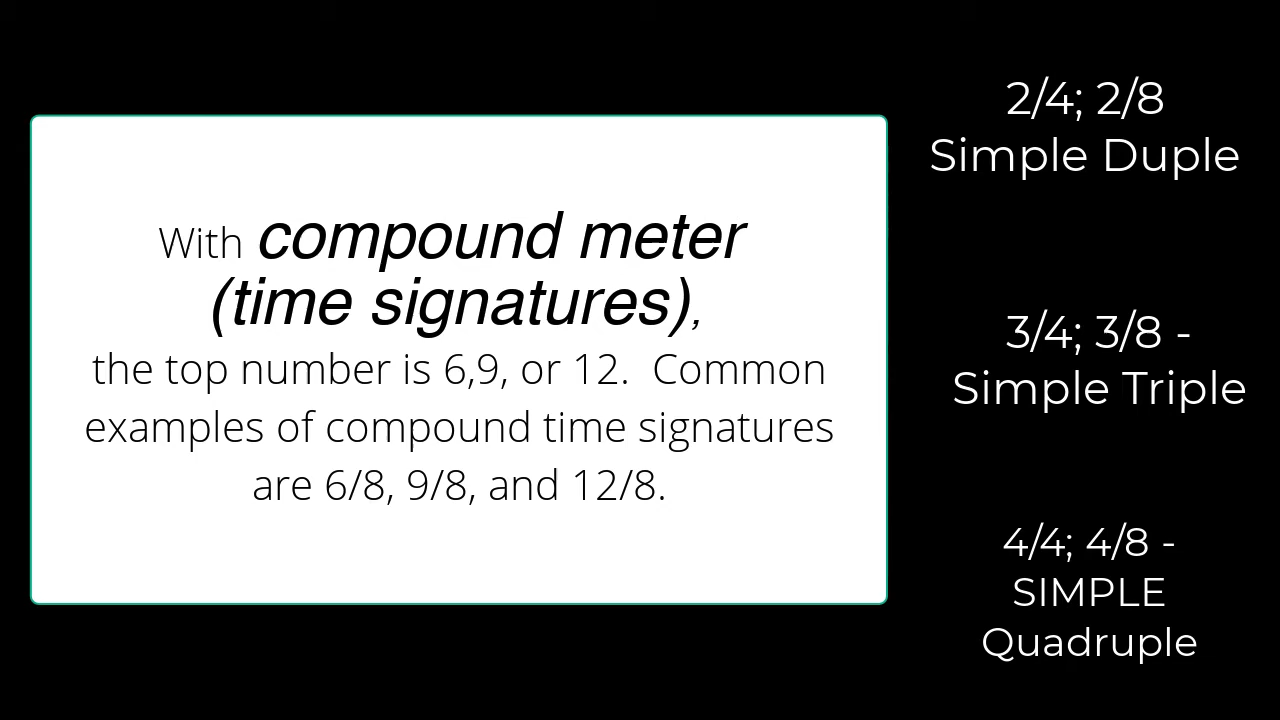 With compound meter
(time signatures),
the top number is 6,9, or 12.  Common
examples of compound time signatures
are 6/8, 9/8, and 12/8.
2/4; 2/8
Simple Duple
3/4; 3/8 -
Simple Triple
4/4; 4/8 -
SIMPLE
Quadruple